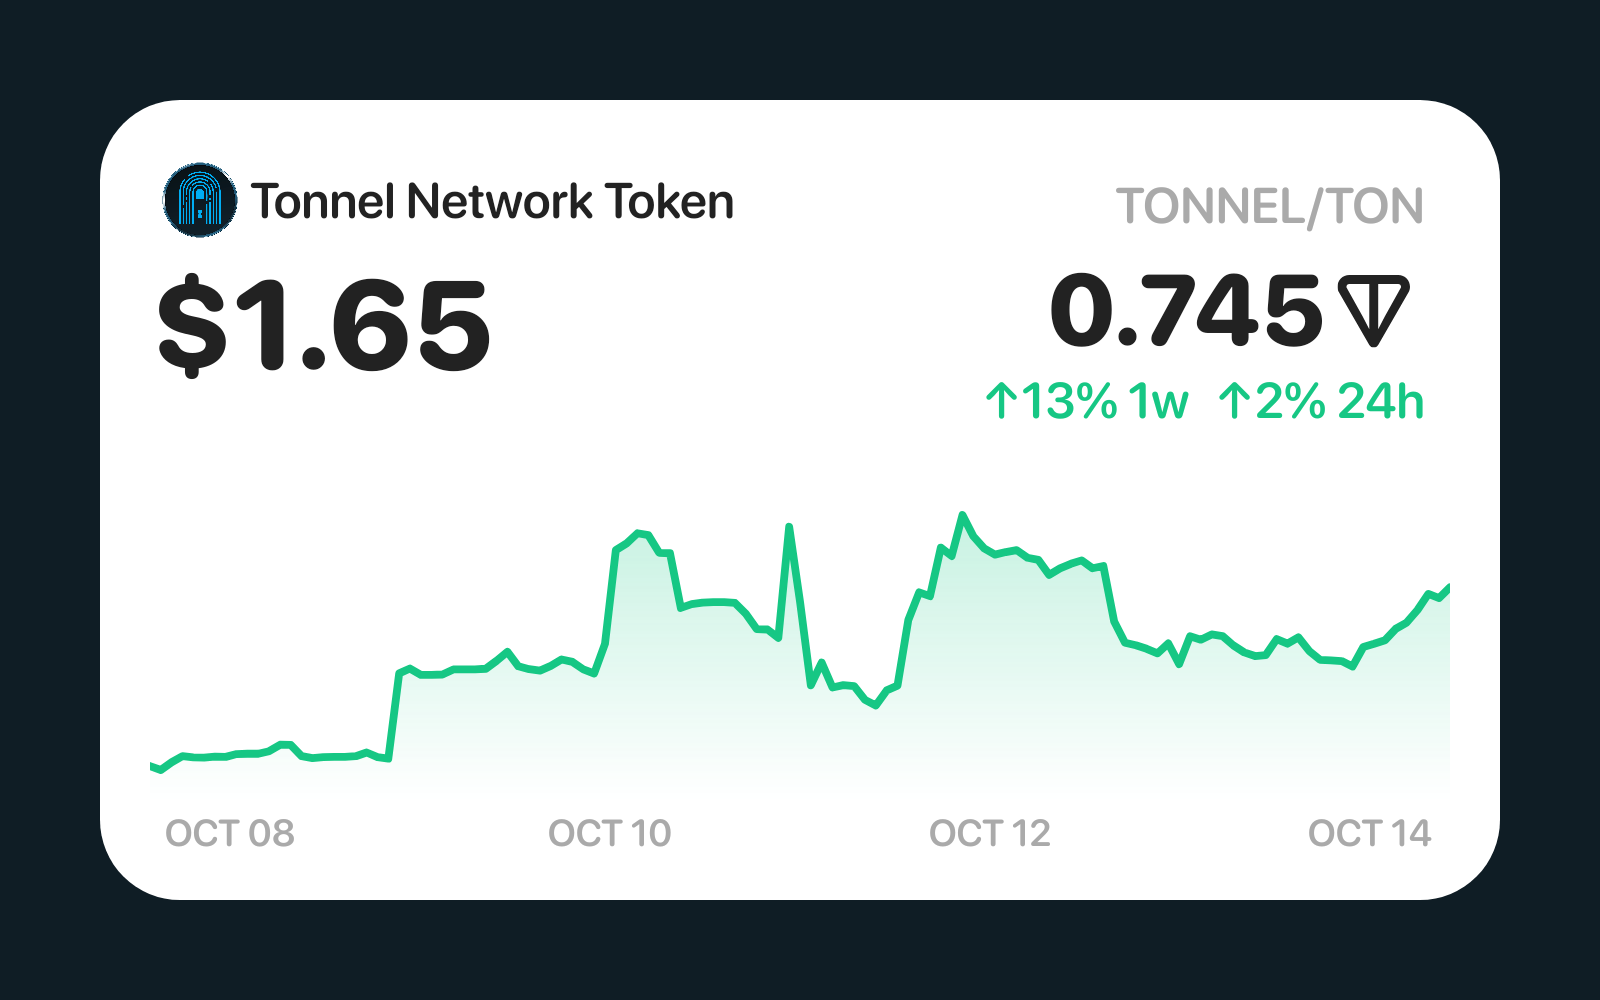 Tonnel Network Token
TONNEL/TON
$1.65
0.745
↑13% 1w ↑2% 24h
OCT 08
OCT 10
OCT 12
OCT 14